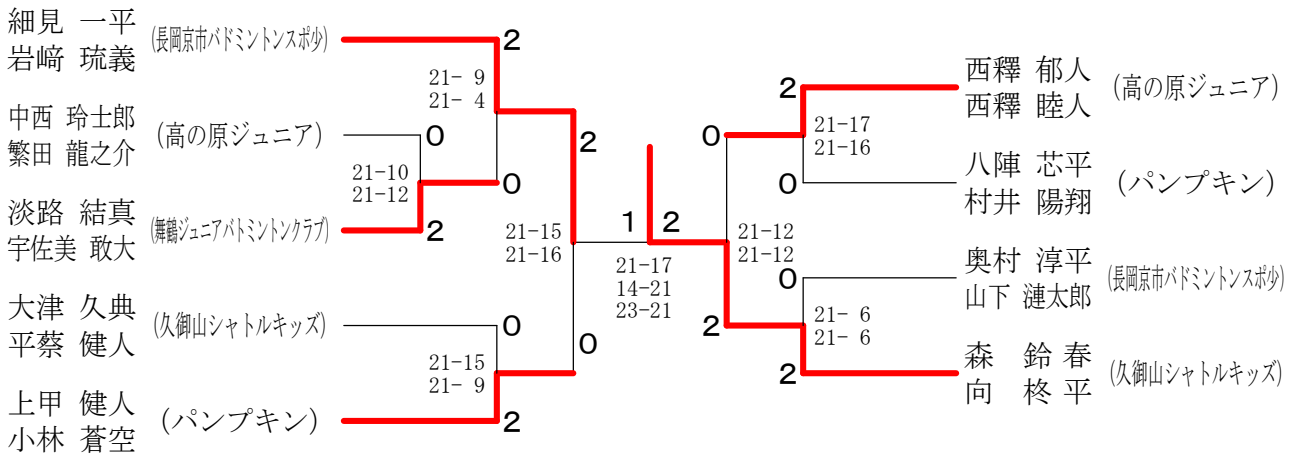 細見 一平
岩﨑 琉義
(長岡京市バドミントンスポ少)
2
21- 9
21- 4
中西 玲士郎
繁田 龍之介
(高の原ジュニア)
0
21-10
21-12
0
淡路 結真
宇佐美 敢大
(舞鶴ジュニアバトミントンクラブ)
2
2
21-15
21-16
大津 久典
平蔡 健人
(久御山シャトルキッズ)
0
21-15
21- 9
0
上甲 健人
小林 蒼空
(パンプキン)
2
1
2
21-17
14-21
23-21
西釋 郁人
西釋 睦人
(高の原ジュニア)
2
0
21-17
21-16
八陣 芯平
村井 陽翔
(パンプキン)
0
21-12
21-12
奥村 淳平
山下 漣太郎
(長岡京市バドミントンスポ少)
0
2
21- 6
21- 6
森 鈴春
向 柊平
(久御山シャトルキッズ)
2